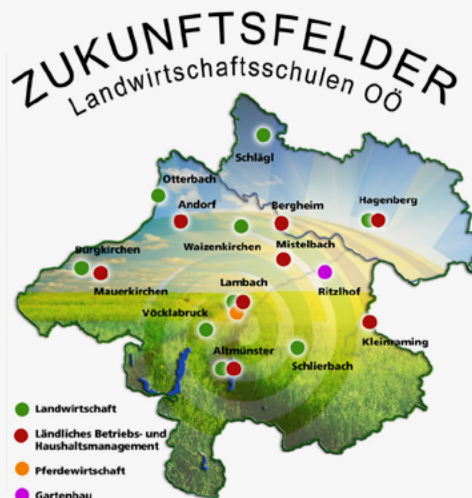 ZUKUNFTSFELDER
Landwirtschaftsschulen OÖ
Schlägl
Otterbach
Andorf
Bergheim
Hagenberg
Waizenkirchen
Mistelbach
Burgkirchen
Mauerkirchen
Lambach
Ritzlhof
Vöcklabruck
Kleinraming
Altmünster
Schlierbach
Landwirtschaft
Ländliches Betriebs- und
Haushaltsmanagement
Pferdewirtschaft
Gartenbau